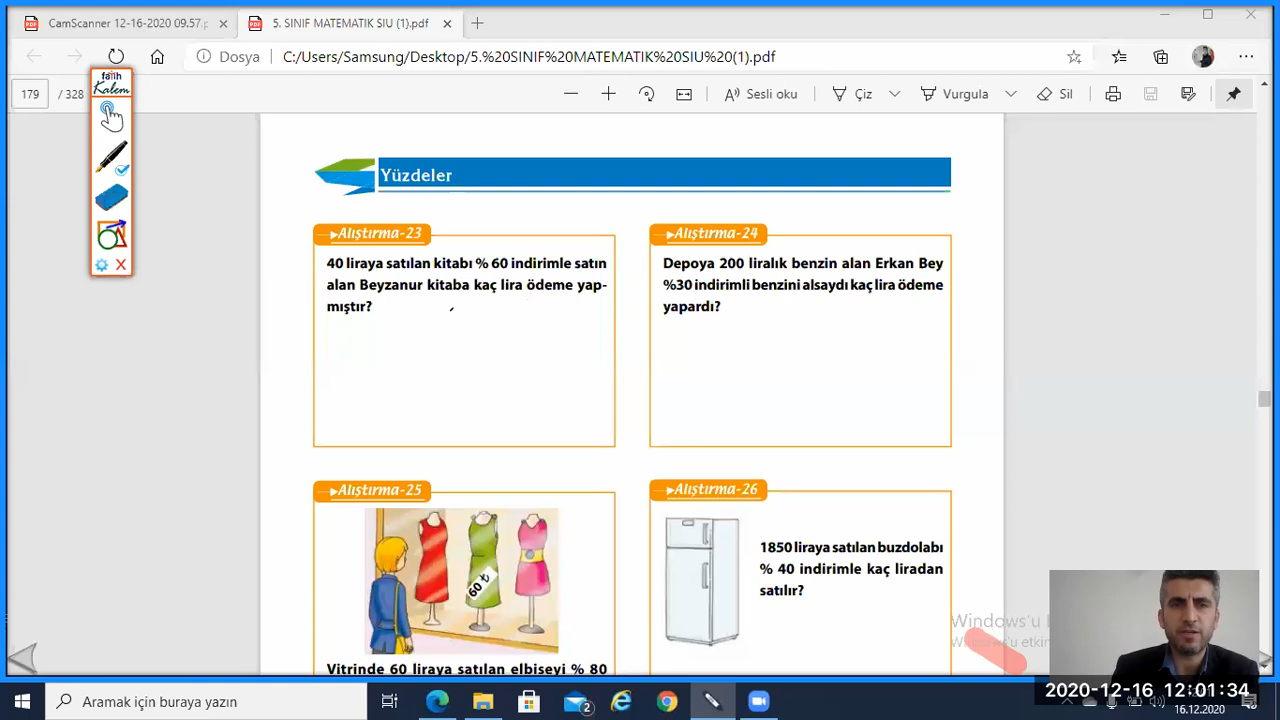 CamScanner 12-16-2020 09.57.p
5. SINIF MATEMATIK SIU (1).pdf
Dosya
C:/Users/Samsung/Desktop/5.%20SINIF%20MATEMATIK%20SIU%20(1).pdf
179 / 328
Sesli oku
Çiz
Vurgula
Sil
fatih
Kalem
Yüzdeler
Alıştırma-23
40 liraya satılan kitabı % 60 indirimle satın
alan Beyzanur kitaba kaç lira ödeme yap-
mıştır?
Alıştırma-24
Depoya 200 liralık benzin alan Erkan Bey
%30 indirimli benzini alsaydı kaç lira ödeme
yapardı?
Alıştırma-25
60 ₺
Vitrinde 60 liraya satılan elbiseyi % 80
Alıştırma-26
1850 liraya satılan buzdolabı
% 40 indirimle kaç liradan
satılır?
Windows'u
Windows'u etkin
Aramak için buraya yazın
2
2020-12-16 12:01:34
16.12.2020